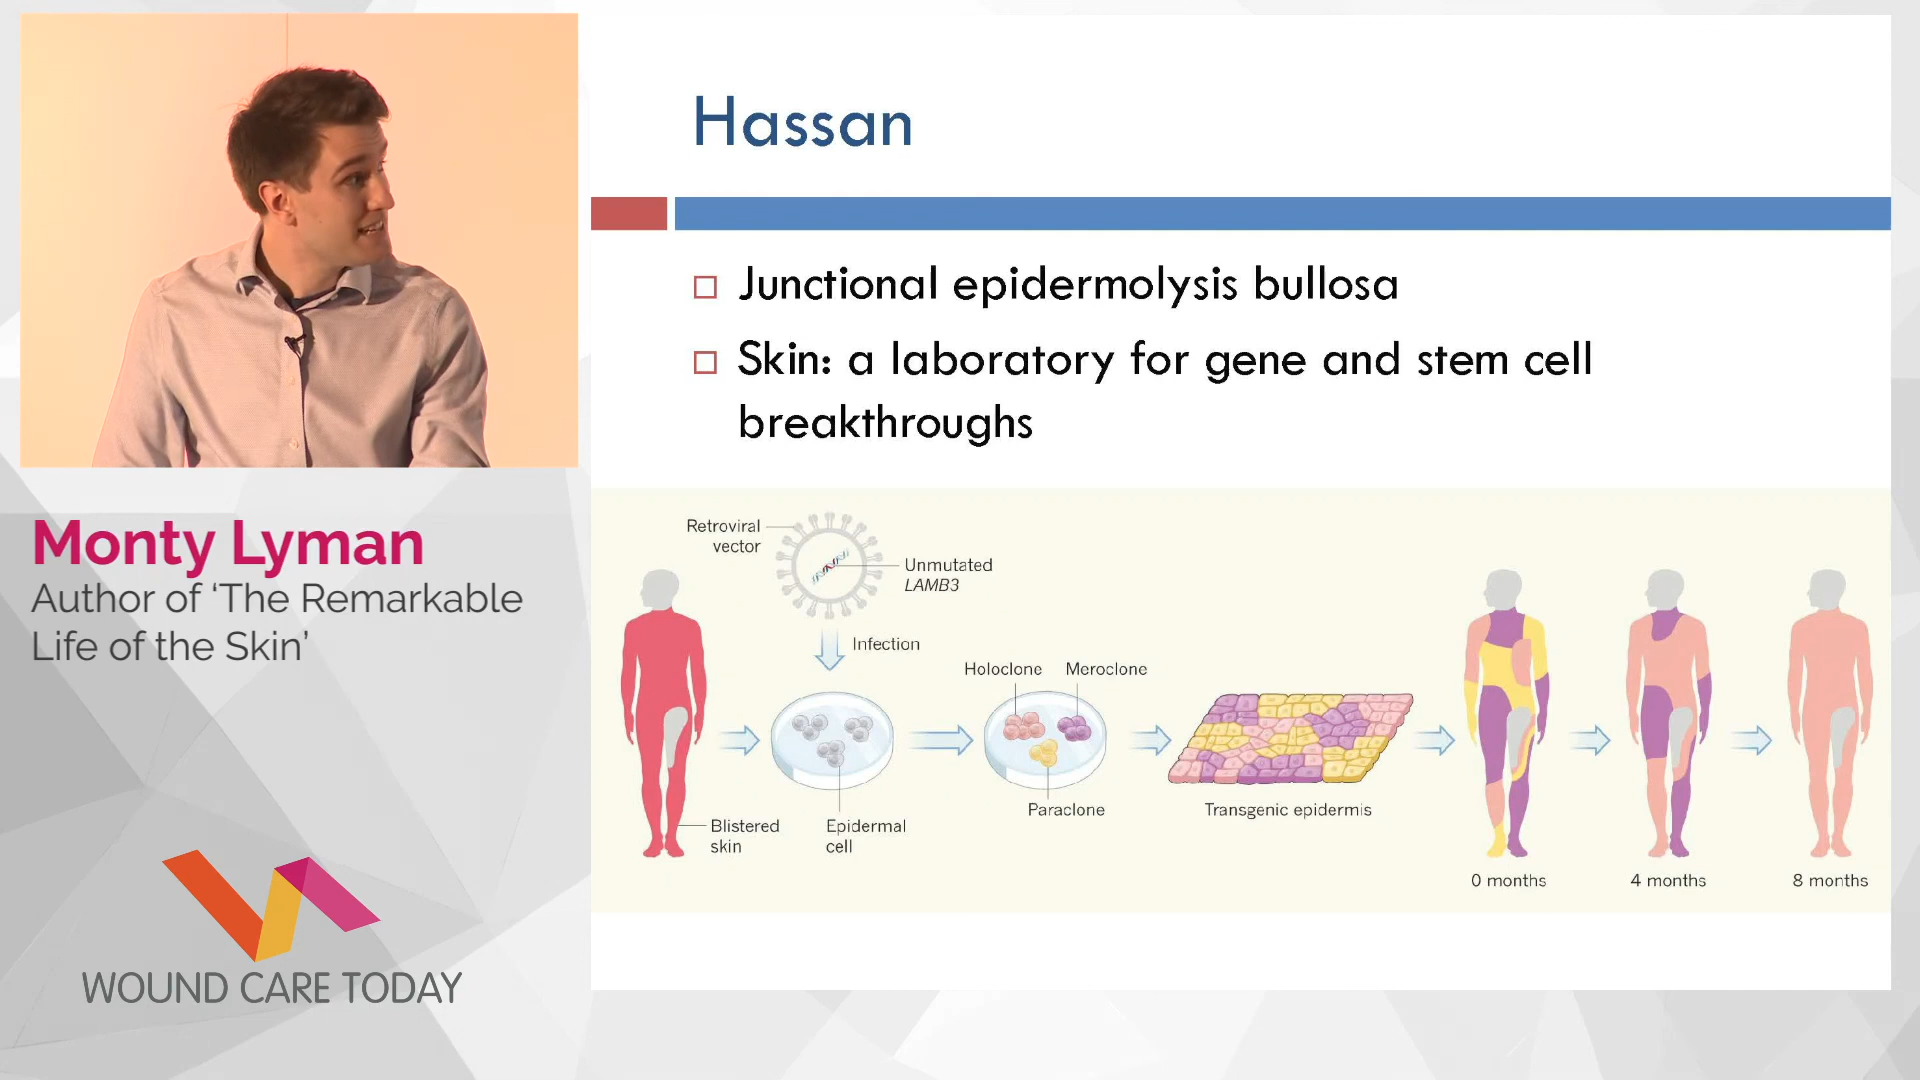 Monty Lyman
Author of ‘The Remarkable
Life of the Skin’
WOUND CARE TODAY
Hassan
Junctional epidermolysis bullosa
Skin: a laboratory for gene and stem cell
breakthroughs
Retroviral
vector
Unmutated
LAMB3
Infection
Holoclone
Meroclone
Paraclone
Blistered
skin
Epidermal
cell
Transgenic epidermis
0 months
4 months
8 months